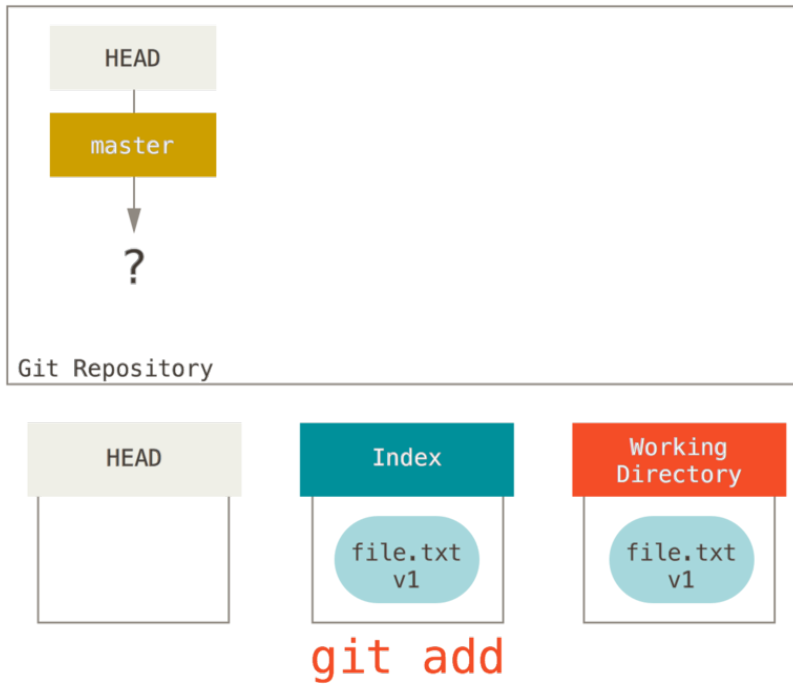 HEAD
master
?
Git Repository
HEAD
Index
Working
Directory
file.txt
v1
file.txt
v1
git add